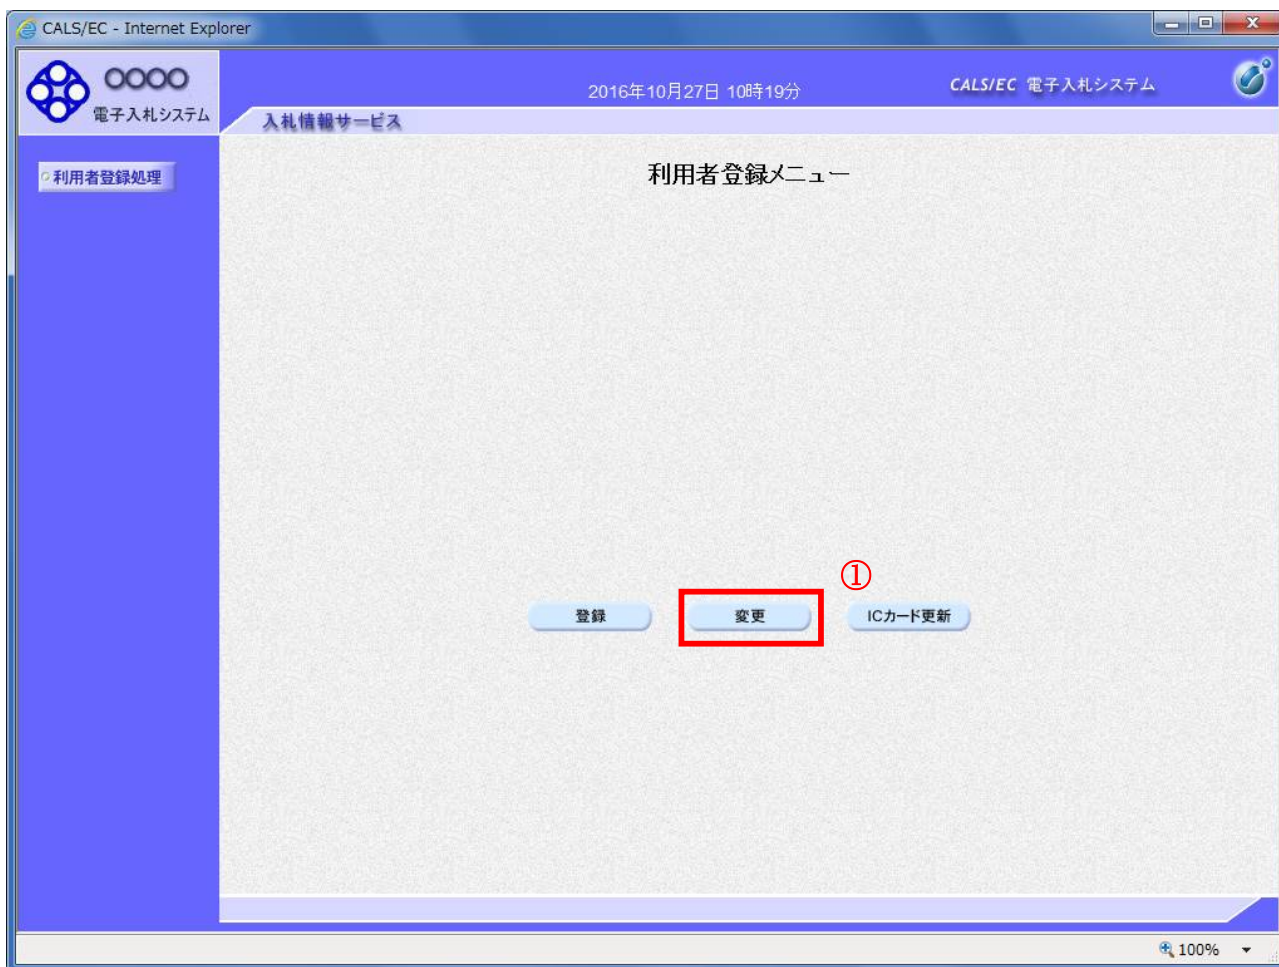 CALS/EC - Internet Explorer
○○○○
電子入札システム
2016年10月27日 10時19分
CALS/EC 電子入札システム
入札情報サービス
利用者登録処理
利用者登録メニュー
①
登録
変更
ICカード更新
100%